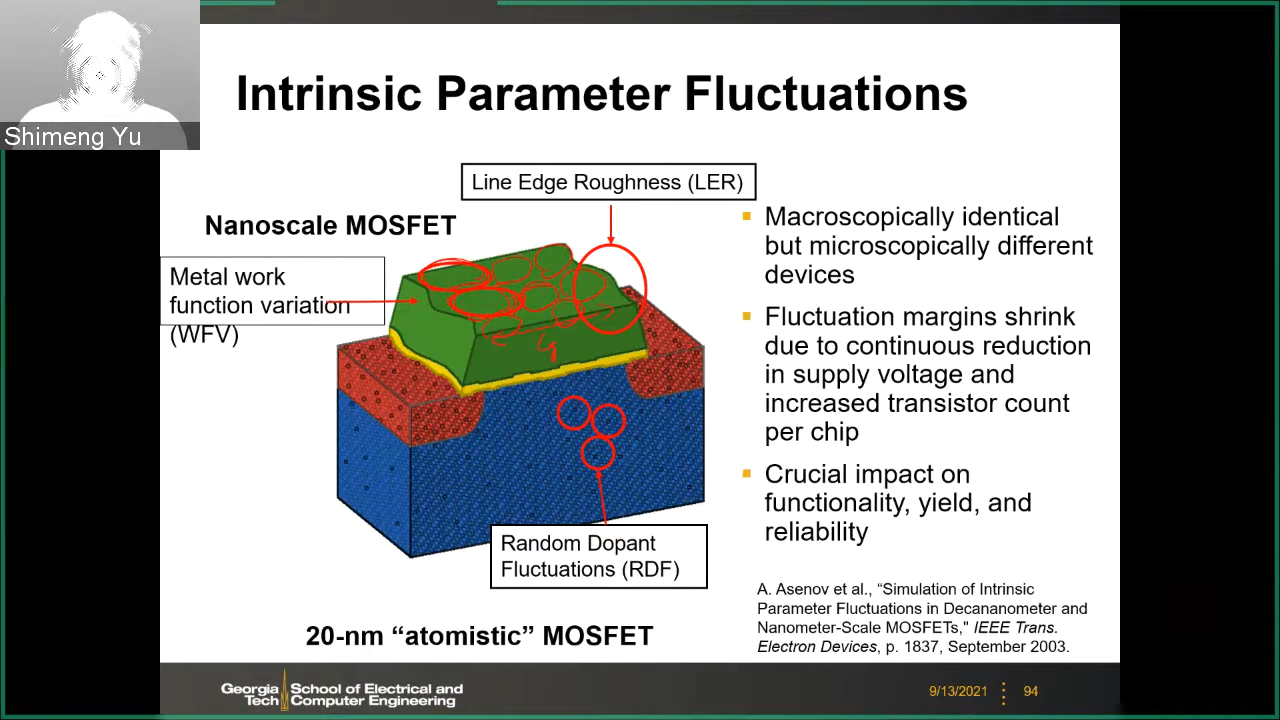 Shimeng Yu
Intrinsic Parameter Fluctuations
Line Edge Roughness (LER)
Nanoscale MOSFET
Metal work
function variation
(WFV)
Random Dopant
Fluctuations (RDF)
20-nm “atomistic” MOSFET
Macroscopically identical
but microscopically different
devices
Fluctuation margins shrink
due to continuous reduction
in supply voltage and
increased transistor count
per chip
Crucial impact on
functionality, yield, and
reliability
A. Asenov et al., “Simulation of Intrinsic
Parameter Fluctuations in Decananometer and
Nanometer-Scale MOSFETs," IEEE Trans.
Electron Devices, p. 1837, September 2003.
Georgia Tech
School of Electrical and
Computer Engineering
9/13/2021
94